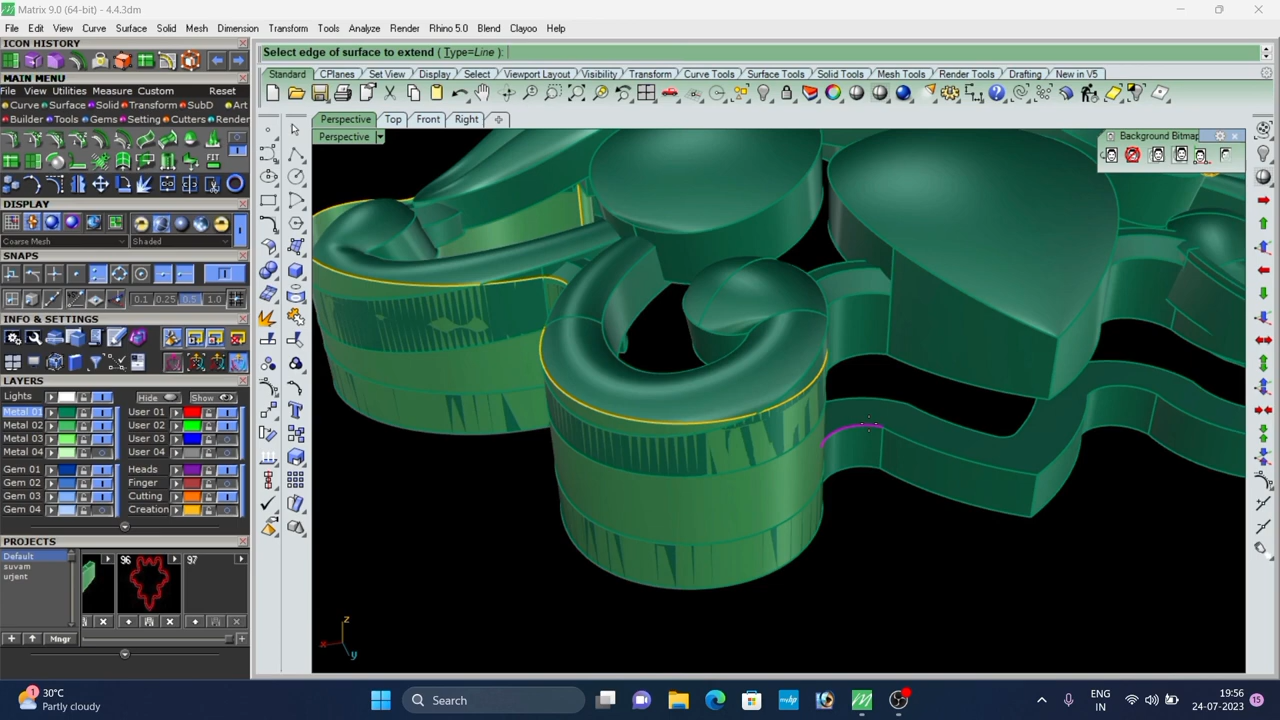 Matrix 9.0 (64-bit) - 4.4.3dm
File Edit View Curve Surface Solid Mesh Dimension Transform Tools Analyze Render Rhino 5.0 Blend Clayoo Help
ICON HISTORY
Select edge of surface to extend ( Type=Line ):
Standard CPlanes Set View Display Select Viewport Layout Visibility Transform Curve Tools Surface Tools Solid Tools Mesh Tools Render Tools Drafting New in V5
MAIN MENU
File View Utilities Measure Custom Reset
Curve Surface Solid Transform SubD Art
Builder Tools Gems Setting Cutters Render
Perspective Top Front Right
Perspective
Background Bitmap
FIT
DISPLAY
Coarse Mesh Shaded
SNAPS
0.1 0.25 0.5 1.0
INFO & SETTINGS
LAYERS
Lights Hide Show
Metal 01 User 01
Metal 02 User 02
Metal 03 User 03
Metal 04 User 04
Gem 01 Heads
Gem 02 Finger
Gem 03 Cutting
Gem 04 Creation
PROJECTS
Default
suvam
urjent
96 97
Mngr
z
x
y
1
30°C
Partly cloudy
Search
ENG
IN
19:56
24-07-2023
15